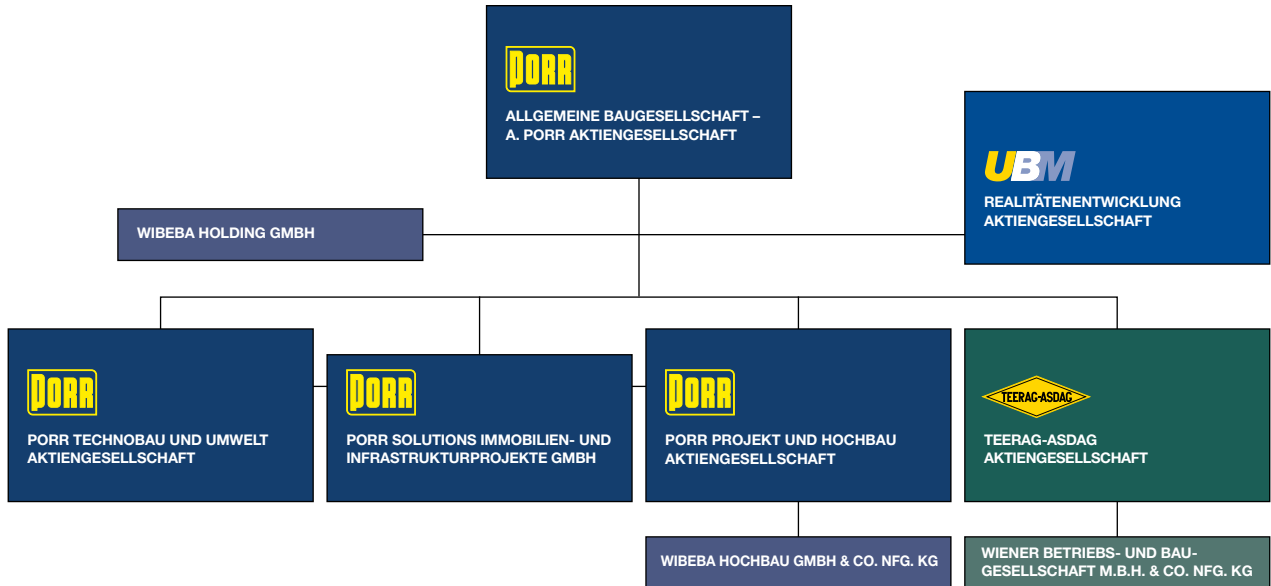 PORR
ALLGEMEINE BAUGESELLSCHAFT –
A. PORR AKTIENGESELLSCHAFT
UBM
REALITÄTENENTWICKLUNG
AKTIENGESELLSCHAFT
WIBEBA HOLDING GMBH
PORR
PORR TECHNOBAU UND UMWELT
AKTIENGESELLSCHAFT
PORR
PORR SOLUTIONS IMMOBILIEN- UND
INFRASTRUKTURPROJEKTE GMBH
PORR
PORR PROJEKT UND HOCHBAU
AKTIENGESELLSCHAFT
TEERAG-ASDAG
TEERAG-ASDAG
AKTIENGESELLSCHAFT
WIBEBA HOCHBAU GMBH & CO. NFG. KG
WIENER BETRIEBS- UND BAU-
GESELLSCHAFT M.B.H. & CO. NFG. KG